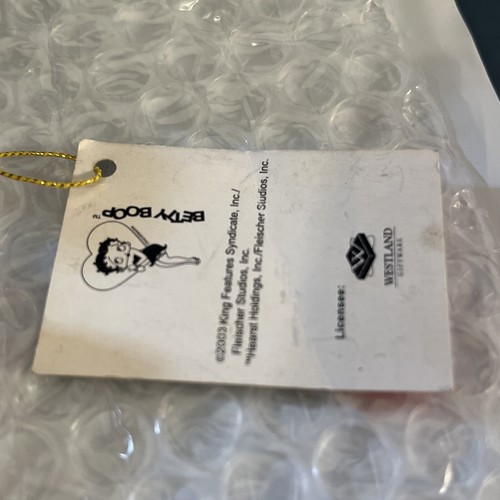 BETTY BOOP™
©2003 King Features Syndicate, Inc./
Fleischer Studios, Inc.
™Hearst Holdings, Inc./Fleischer Studios, Inc.
Licensee:
WESTLAND
GIFTWARE